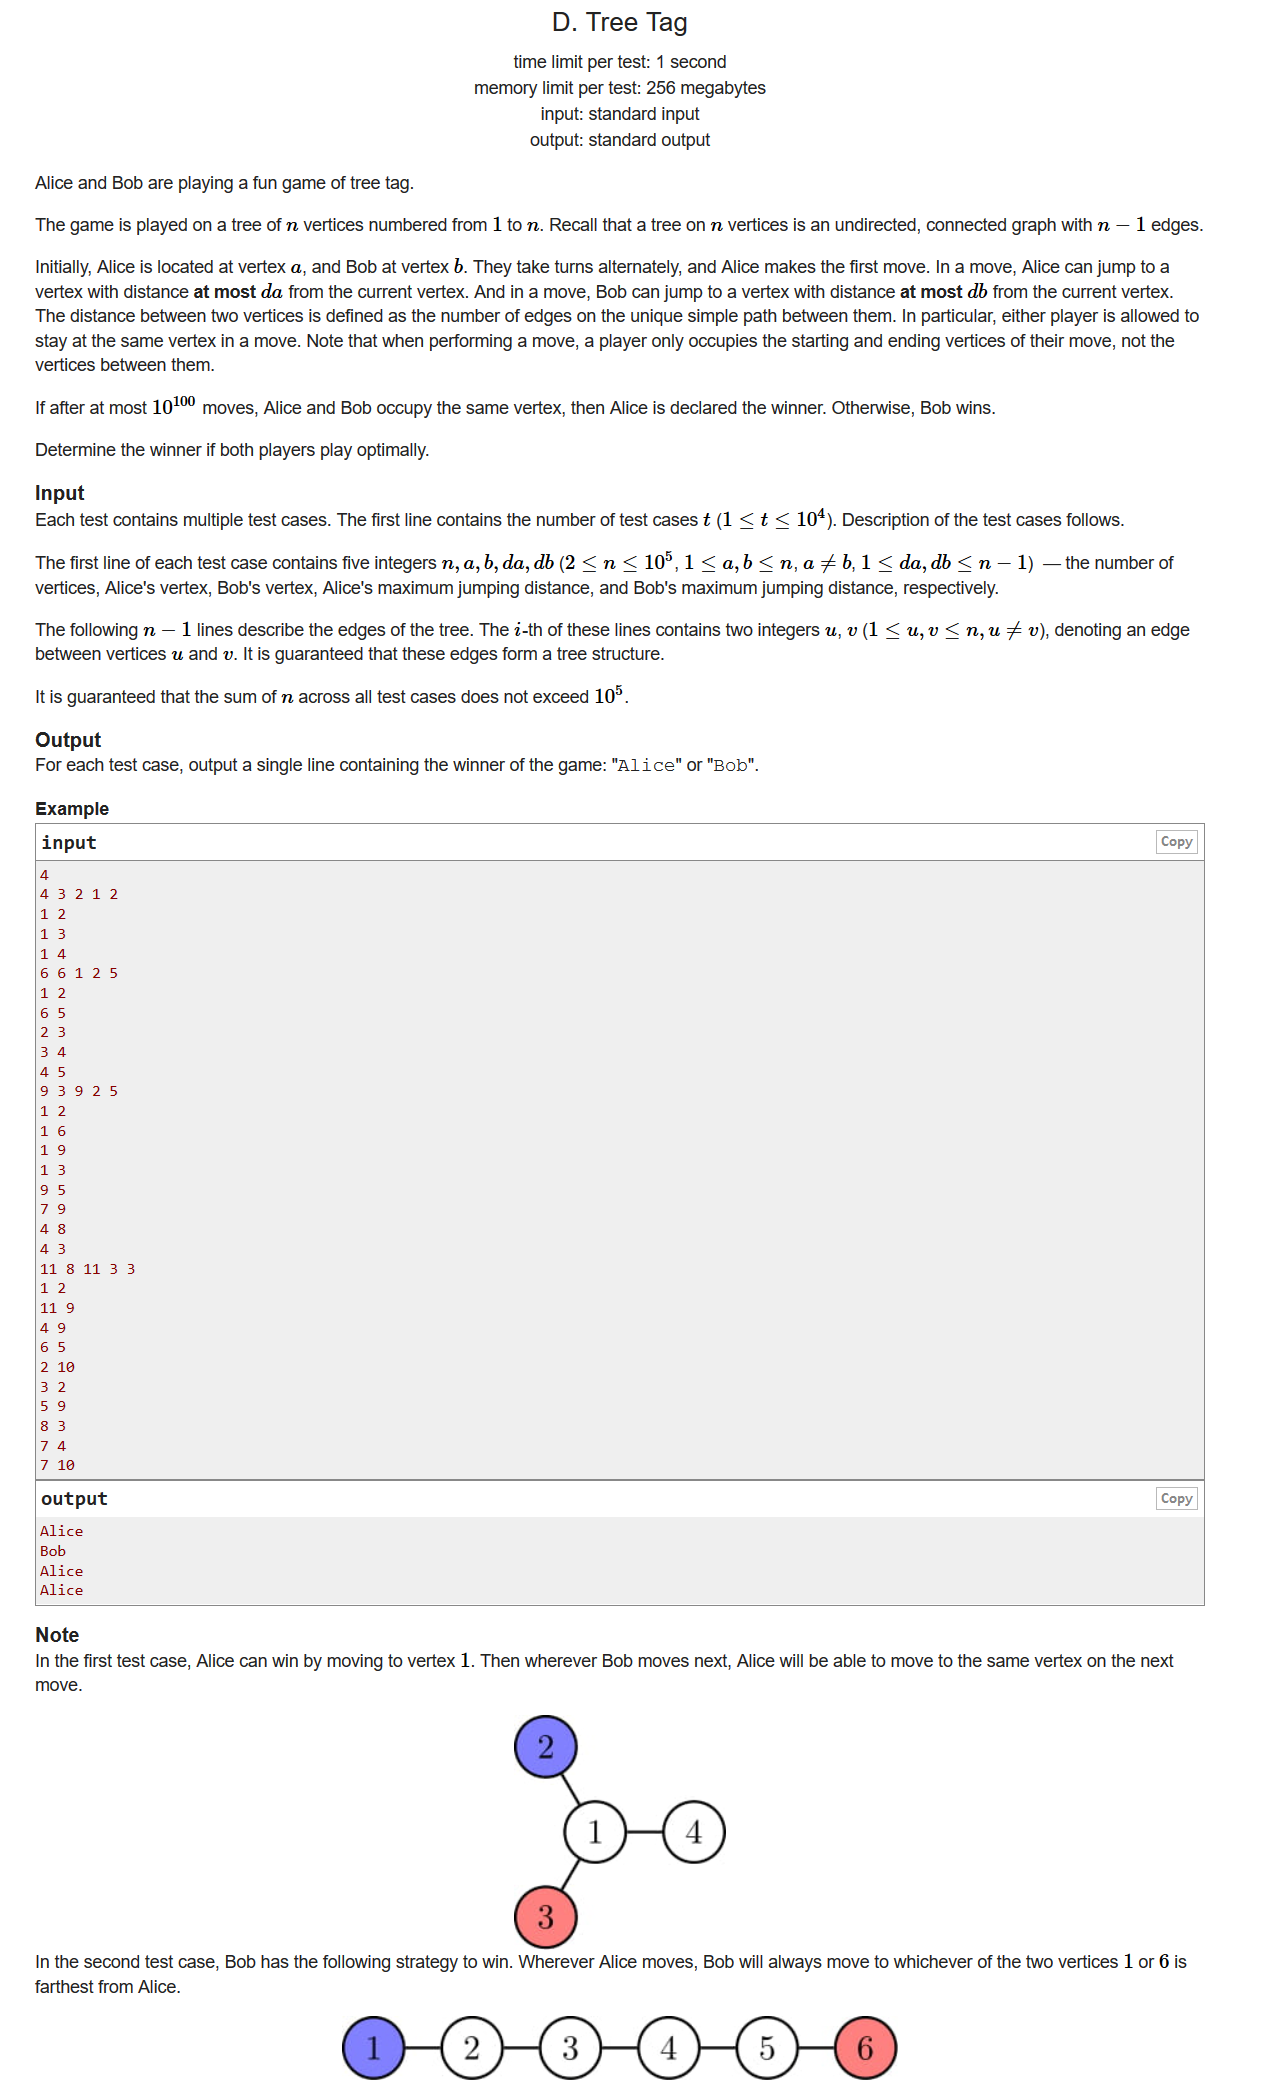 D. Tree Tag
time limit per test: 1 second
memory limit per test: 256 megabytes
input: standard input
output: standard output
Alice and Bob are playing a fun game of tree tag.
The game is played on a tree of n vertices numbered from 1 to n. Recall that a tree on n vertices is an undirected, connected graph with n − 1 edges.
Initially, Alice is located at vertex a, and Bob at vertex b. They take turns alternately, and Alice makes the first move. In a move, Alice can jump to a
vertex with distance at most da from the current vertex. And in a move, Bob can jump to a vertex with distance at most db from the current vertex.
The distance between two vertices is defined as the number of edges on the unique simple path between them. In particular, either player is allowed to
stay at the same vertex in a move. Note that when performing a move, a player only occupies the starting and ending vertices of their move, not the
vertices between them.
If after at most 10^100 moves, Alice and Bob occupy the same vertex, then Alice is declared the winner. Otherwise, Bob wins.
Determine the winner if both players play optimally.
Input
Each test contains multiple test cases. The first line contains the number of test cases t (1 ≤ t ≤ 10^4). Description of the test cases follows.
The first line of each test case contains five integers n, a, b, da, db (2 ≤ n ≤ 10^5, 1 ≤ a, b ≤ n, a ≠ b, 1 ≤ da, db ≤ n − 1) — the number of
vertices, Alice's vertex, Bob's vertex, Alice's maximum jumping distance, and Bob's maximum jumping distance, respectively.
The following n − 1 lines describe the edges of the tree. The i-th of these lines contains two integers u, v (1 ≤ u, v ≤ n, u ≠ v), denoting an edge
between vertices u and v. It is guaranteed that these edges form a tree structure.
It is guaranteed that the sum of n across all test cases does not exceed 10^5.
Output
For each test case, output a single line containing the winner of the game: "Alice" or "Bob".
Example
input
Copy
4
4 3 2 1 2
1 2
1 3
1 4
6 6 1 2 5
1 2
6 5
2 3
3 4
4 5
9 3 9 2 5
1 2
1 6
1 9
1 3
9 5
7 9
4 8
4 3
11 8 11 3 3
1 2
11 9
4 9
6 5
2 10
3 2
5 9
8 3
7 4
7 10
output
Copy
Alice
Bob
Alice
Alice
Note
In the first test case, Alice can win by moving to vertex 1. Then wherever Bob moves next, Alice will be able to move to the same vertex on the next
move.
2
1 4
3
In the second test case, Bob has the following strategy to win. Wherever Alice moves, Bob will always move to whichever of the two vertices 1 or 6 is
farthest from Alice.
1 2 3 4 5 6